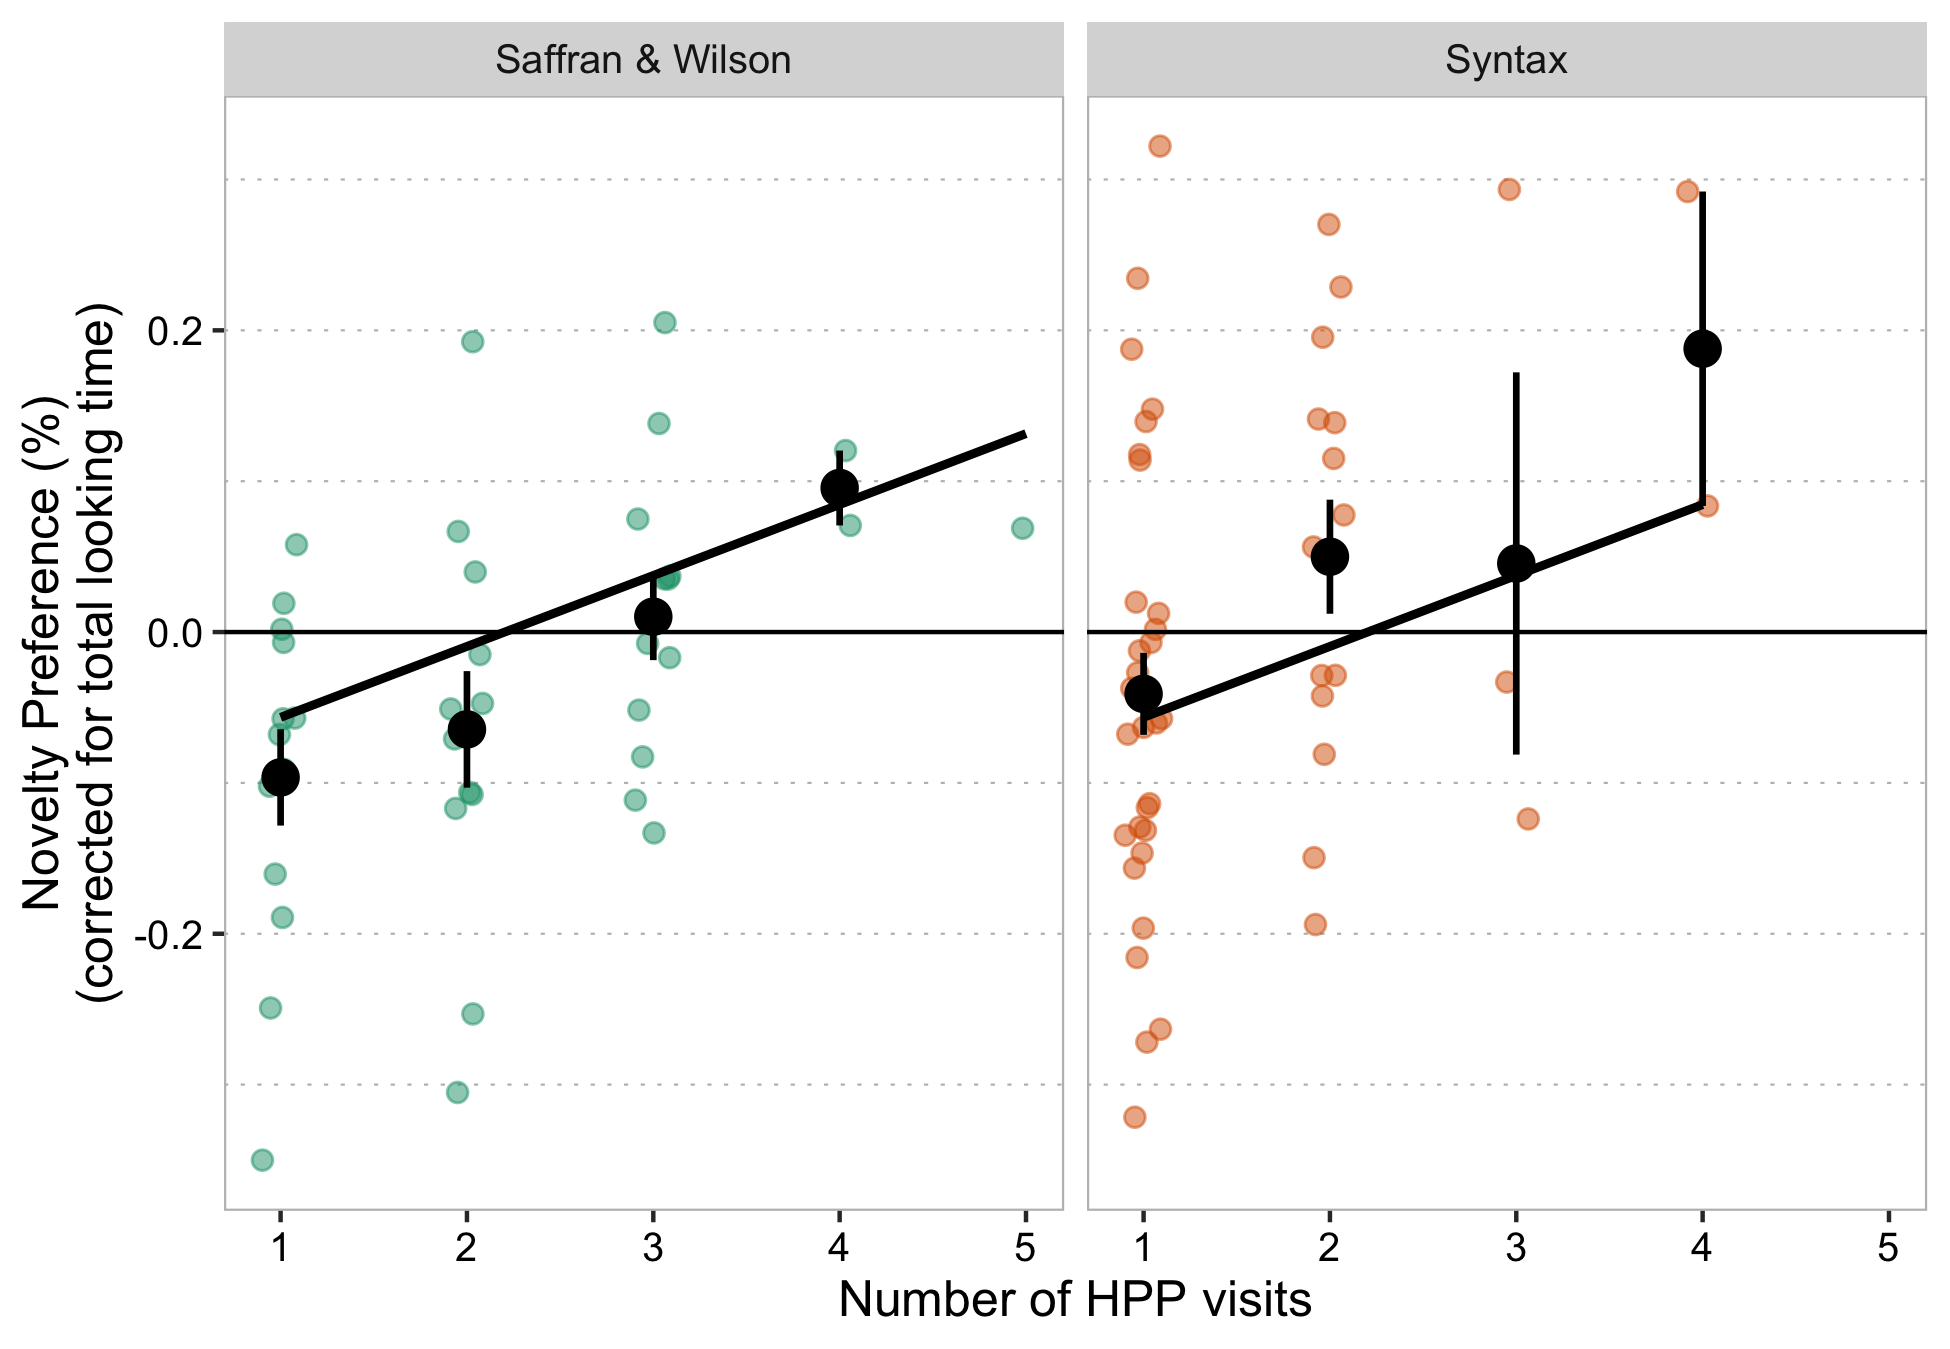 Saffran & Wilson
Syntax
Novelty Preference (%)
(corrected for total looking time)
0.2
0.0
-0.2
1 2 3 4 5
1 2 3 4 5
Number of HPP visits